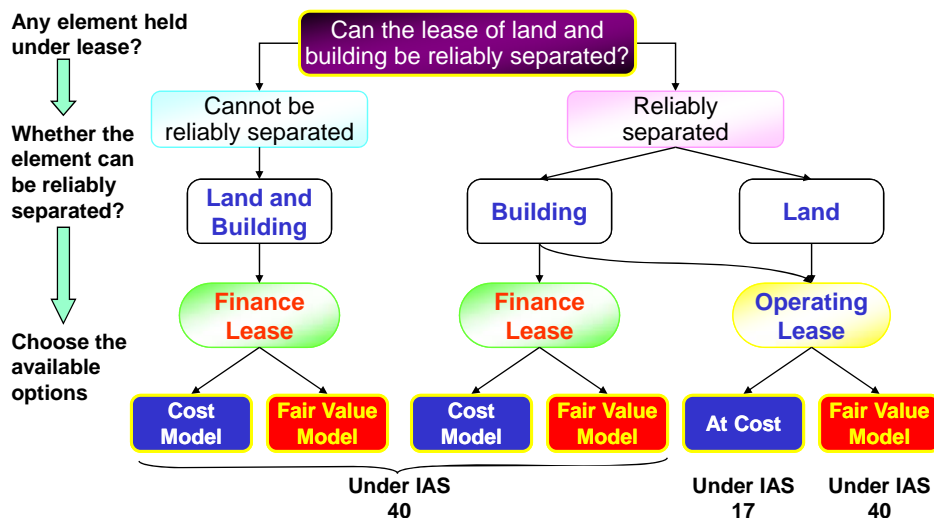 Any element held
under lease?
Can the lease of land and
building be reliably separated?
Whether the
element can
be reliably
separated?
Cannot be
reliably separated
Reliably
separated
Land and
Building
Building
Land
Finance
Lease
Finance
Lease
Operating
Lease
Choose the
available
options
Cost
Model
Fair Value
Model
Cost
Model
Fair Value
Model
At Cost
Fair Value
Model
Under IAS
40
Under IAS
17
Under IAS
40